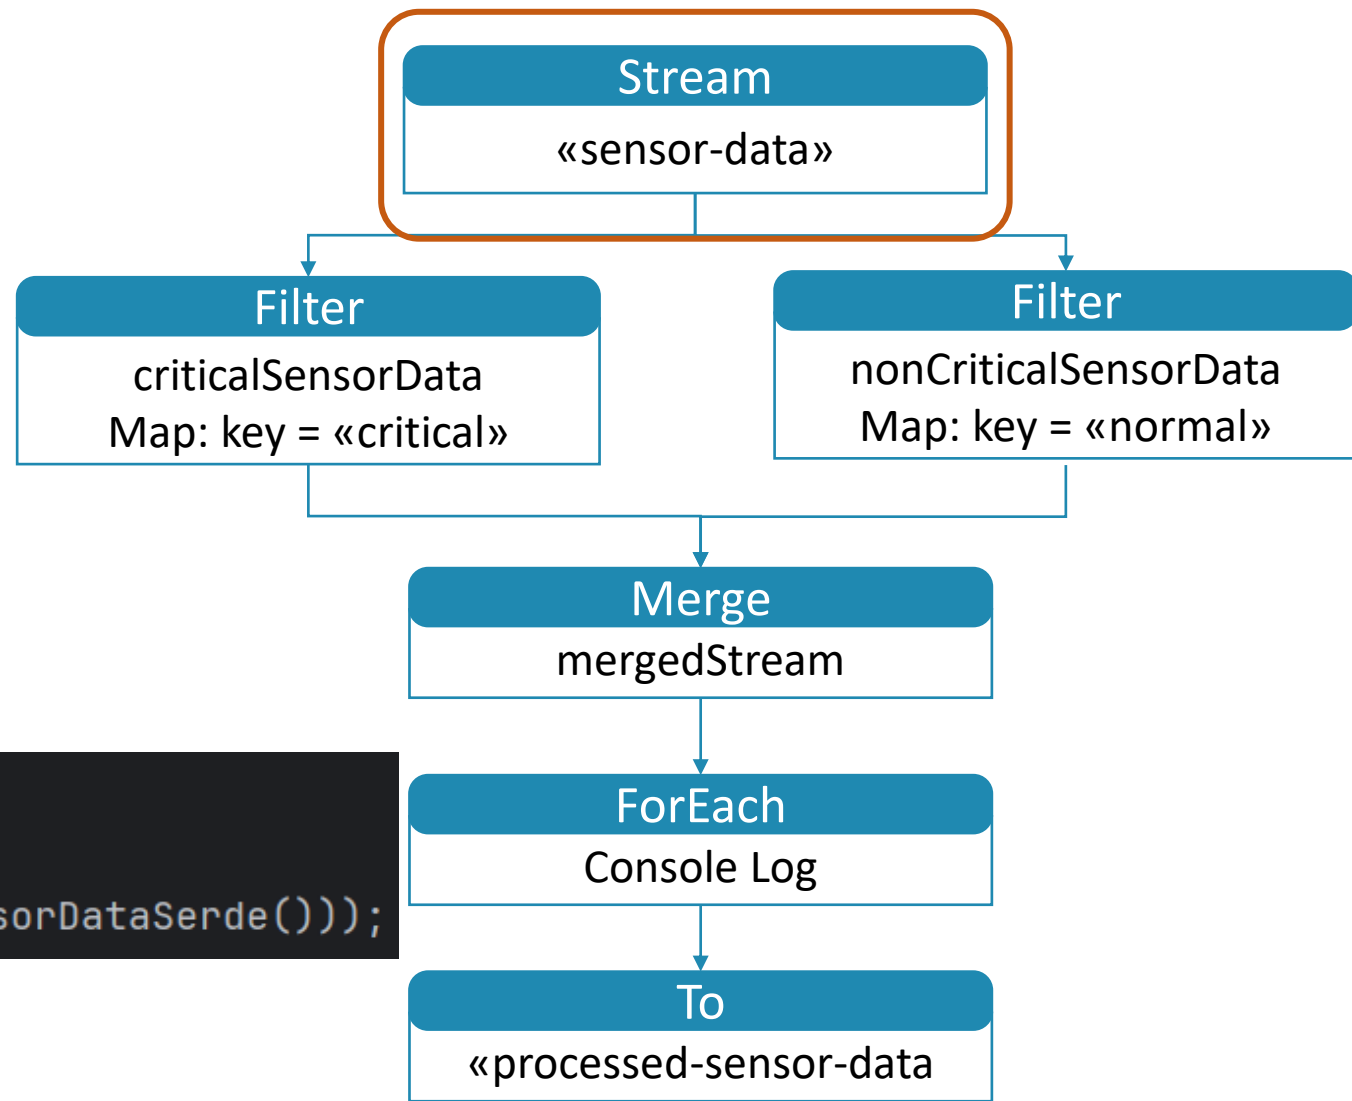 Stream
«sensor-data»
Filter
criticalSensorData
Map: key = «critical»
Filter
nonCriticalSensorData
Map: key = «normal»
Merge
mergedStream
ForEach
Console Log
sorDataSerde()));
To
«processed-sensor-data